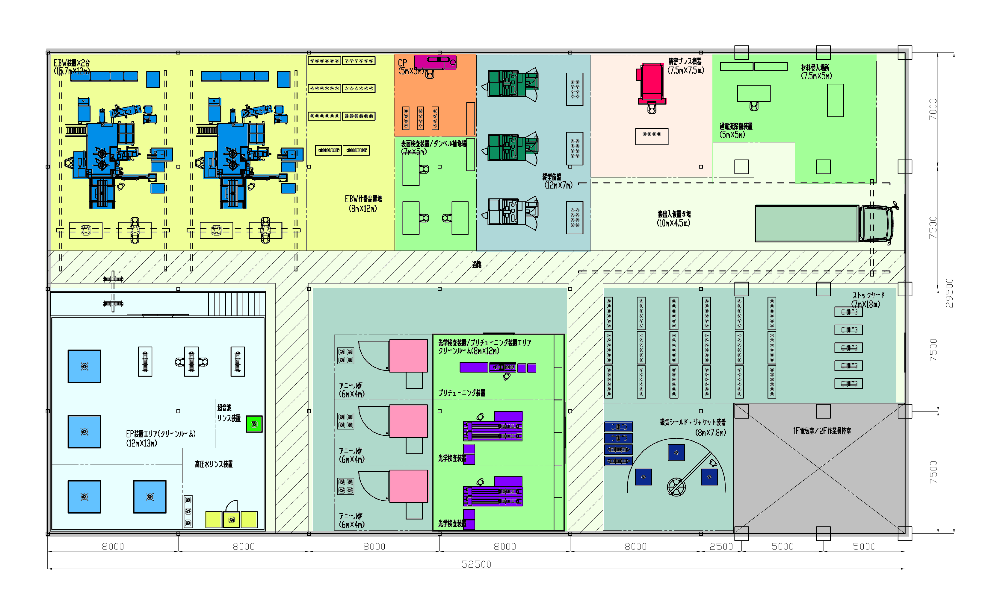 EBW装置×2台
(15.7m×12m)
CP
(5m×5m)
精密プレス機器
(7.5m×7.5m)
材料受入場所
(7.5m×5m)
過電流探傷装置
(5m×5m)
表面検査装置/ダンベル補修場
(7m×5m)
縦型旋盤
(12m×7m)
EBW仕掛品置場
(8m×12m)
搬出入仮置き場
(10m×4.5m)
通路
7000
7500
29500
7500
7500
ストックヤード
(7m×18m)
光学検査装置/プリチューニング装置エリア
クリーンルーム(8m×12m)
アニール炉
(6m×4m)
プリチューニング装置
超音波
リンス装置
EP装置エリア(クリーンルーム)
(12m×13m)
磁気シールド・ジャケット装着
(8m×7.8m)
1F電気室/2F作業員控室
アニール炉
(6m×4m)
光学検査装置
高圧水リンス装置
アニール炉
(6m×4m)
光学検査装置
8000
8000
8000
8000
8000
2500
5000
5000
52500